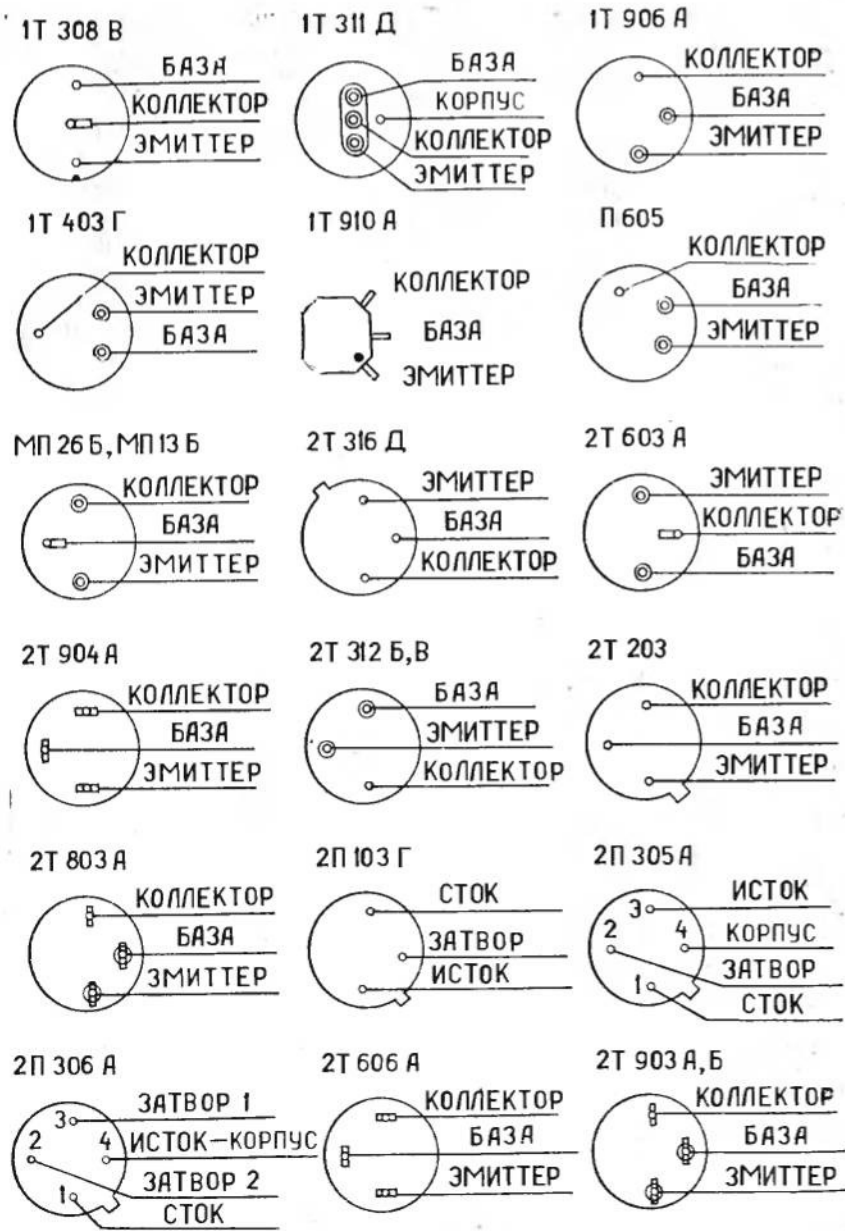 1Т 308 В
БАЗА
КОЛЛЕКТОР
ЭМИТТЕР
1Т 311 Д
БАЗА
КОРПУС
КОЛЛЕКТОР
ЭМИТТЕР
1Т 906 А
КОЛЛЕКТОР
БАЗА
ЭМИТТЕР
1Т 403 Г
КОЛЛЕКТОР
ЭМИТТЕР
БАЗА
1Т 910 А
КОЛЛЕКТОР
БАЗА
ЭМИТТЕР
П 605
КОЛЛЕКТОР
БАЗА
ЭМИТТЕР
МП 26 Б, МП 13 Б
КОЛЛЕКТОР
БАЗА
ЭМИТТЕР
2Т 316 Д
ЭМИТТЕР
БАЗА
КОЛЛЕКТОР
2Т 603 А
ЭМИТТЕР
КОЛЛЕКТОР
БАЗА
2Т 904 А
КОЛЛЕКТОР
БАЗА
ЭМИТТЕР
2Т 312 Б,В
БАЗА
ЭМИТТЕР
КОЛЛЕКТОР
2Т 203
КОЛЛЕКТОР
БАЗА
ЭМИТТЕР
2Т 803 А
КОЛЛЕКТОР
БАЗА
ЗМИТТЕР
2П 103 Г
СТОК
ЗАТВОР
ИСТОК
2П 305 А
3 ИСТОК
2 4 КОРПУС
ЗАТВОР
1 СТОК
2П 306 А
3 ЗАТВОР 1
2 4 ИСТОК–КОРПУС
ЗАТВОР 2
1 СТОК
2Т 606 А
КОЛЛЕКТОР
БАЗА
ЭМИТТЕР
2Т 903 А,Б
КОЛЛЕКТОР
БАЗА
ЗМИТТЕР